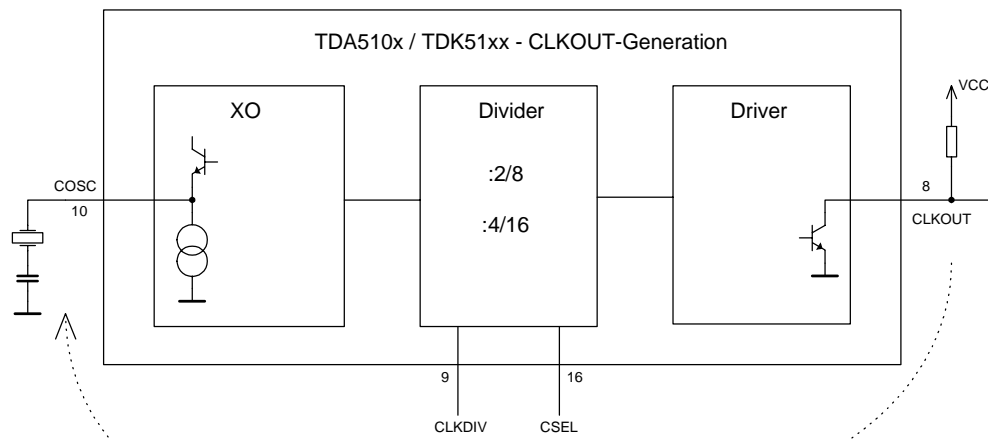 TDA510x / TDK51xx - CLKOUT-Generation
XO
Divider
Driver
VCC
:2/8
:4/16
COSC
10
8
CLKOUT
9
16
CLKDIV
CSEL